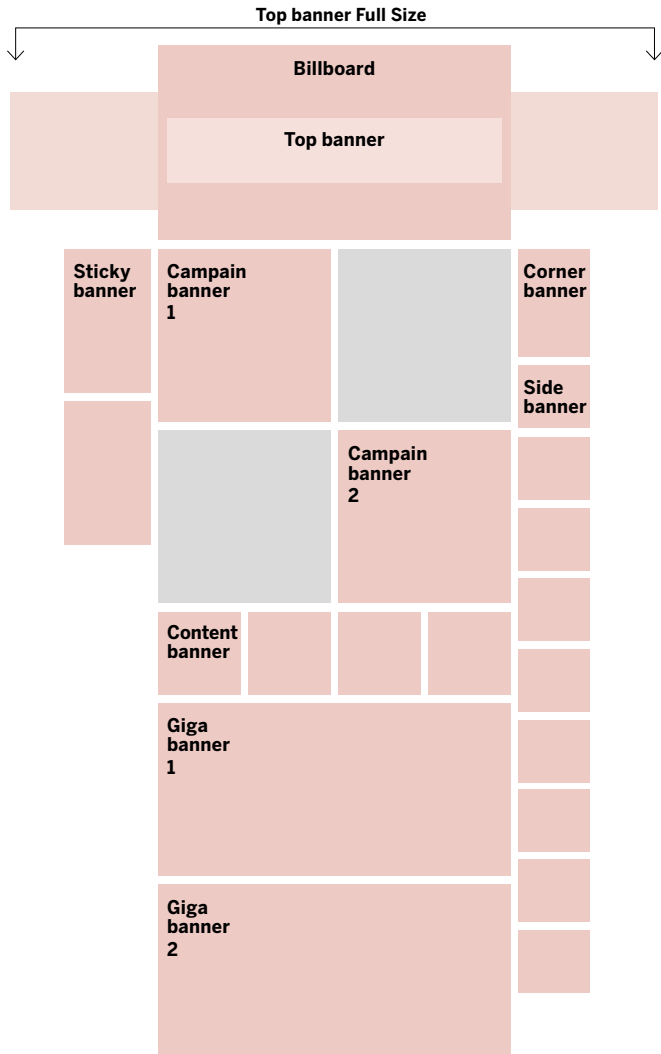 Top banner Full Size
Billboard
Top banner
Sticky
banner
Campain
banner
1
Corner
banner
Side
banner
Campain
banner
2
Content
banner
Giga
banner
1
Giga
banner
2